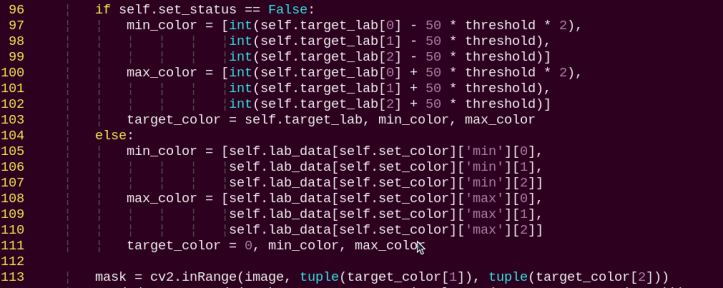 96 if self.set_status == False:
97 min_color = [int(self.target_lab[0] - 50 * threshold * 2),
98 int(self.target_lab[1] - 50 * threshold),
99 int(self.target_lab[2] - 50 * threshold)]
100 max_color = [int(self.target_lab[0] + 50 * threshold * 2),
101 int(self.target_lab[1] + 50 * threshold),
102 int(self.target_lab[2] + 50 * threshold)]
103 target_color = self.target_lab, min_color, max_color
104 else:
105 min_color = [self.lab_data[self.set_color]['min'][0],
106 self.lab_data[self.set_color]['min'][1],
107 self.lab_data[self.set_color]['min'][2]]
108 max_color = [self.lab_data[self.set_color]['max'][0],
109 self.lab_data[self.set_color]['max'][1],
110 self.lab_data[self.set_color]['max'][2]]
111 target_color = 0, min_color, max_color
112
113 mask = cv2.inRange(image, tuple(target_color[1]), tuple(target_color[2]))